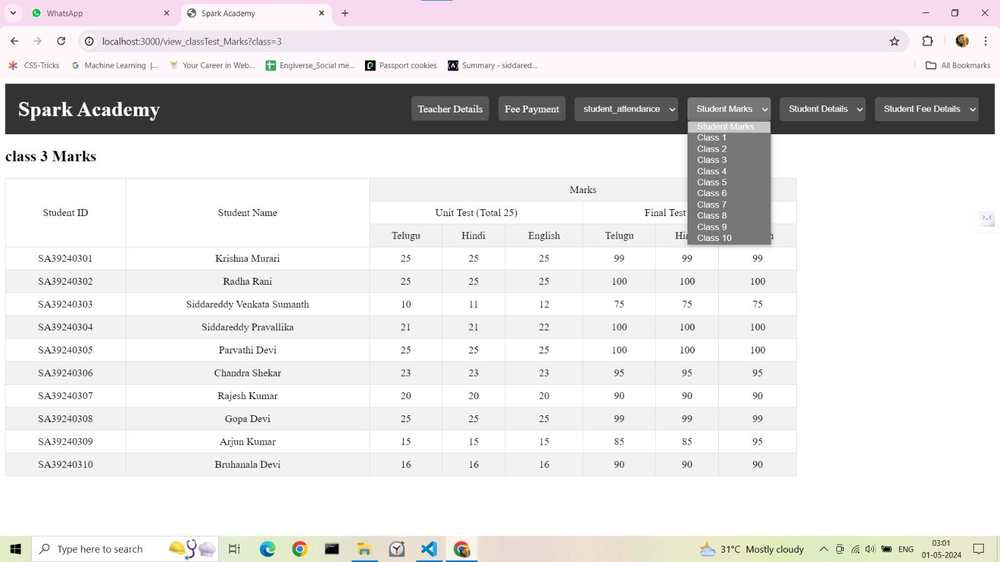 WhatsApp
Spark Academy
localhost:3000/view_classTest_Marks?class=3
CSS-Tricks
Machine Learning |...
Your Career in Web...
Engiverse_Social me...
Passport cookies
Summary - siddared...
All Bookmarks
Spark Academy
Teacher Details
Fee Payment
student_attendance
Student Marks
Student Details
Student Fee Details
Student Marks
Class 1
Class 2
Class 3
Class 4
Class 5
Class 6
Class 7
Class 8
Class 9
Class 10
class 3 Marks
Student ID Student Name Marks
Unit Test (Total 25) Final Test
Telugu Hindi English Telugu
SA39240301 Krishna Murari 25 25 25 99 99 99
SA39240302 Radha Rani 25 25 25 100 100 100
SA39240303 Siddareddy Venkata Sumanth 10 11 12 75 75 75
SA39240304 Siddareddy Pravallika 21 21 22 100 100 100
SA39240305 Parvathi Devi 25 25 25 100 100 100
SA39240306 Chandra Shekar 23 23 23 95 95 95
SA39240307 Rajesh Kumar 20 20 20 90 90 90
SA39240308 Gopa Devi 25 25 25 99 99 99
SA39240309 Arjun Kumar 15 15 15 85 85 95
SA39240310 Bruhanala Devi 16 16 16 90 90 90
Type here to search
31°C Mostly cloudy
ENG
03:01
01-05-2024